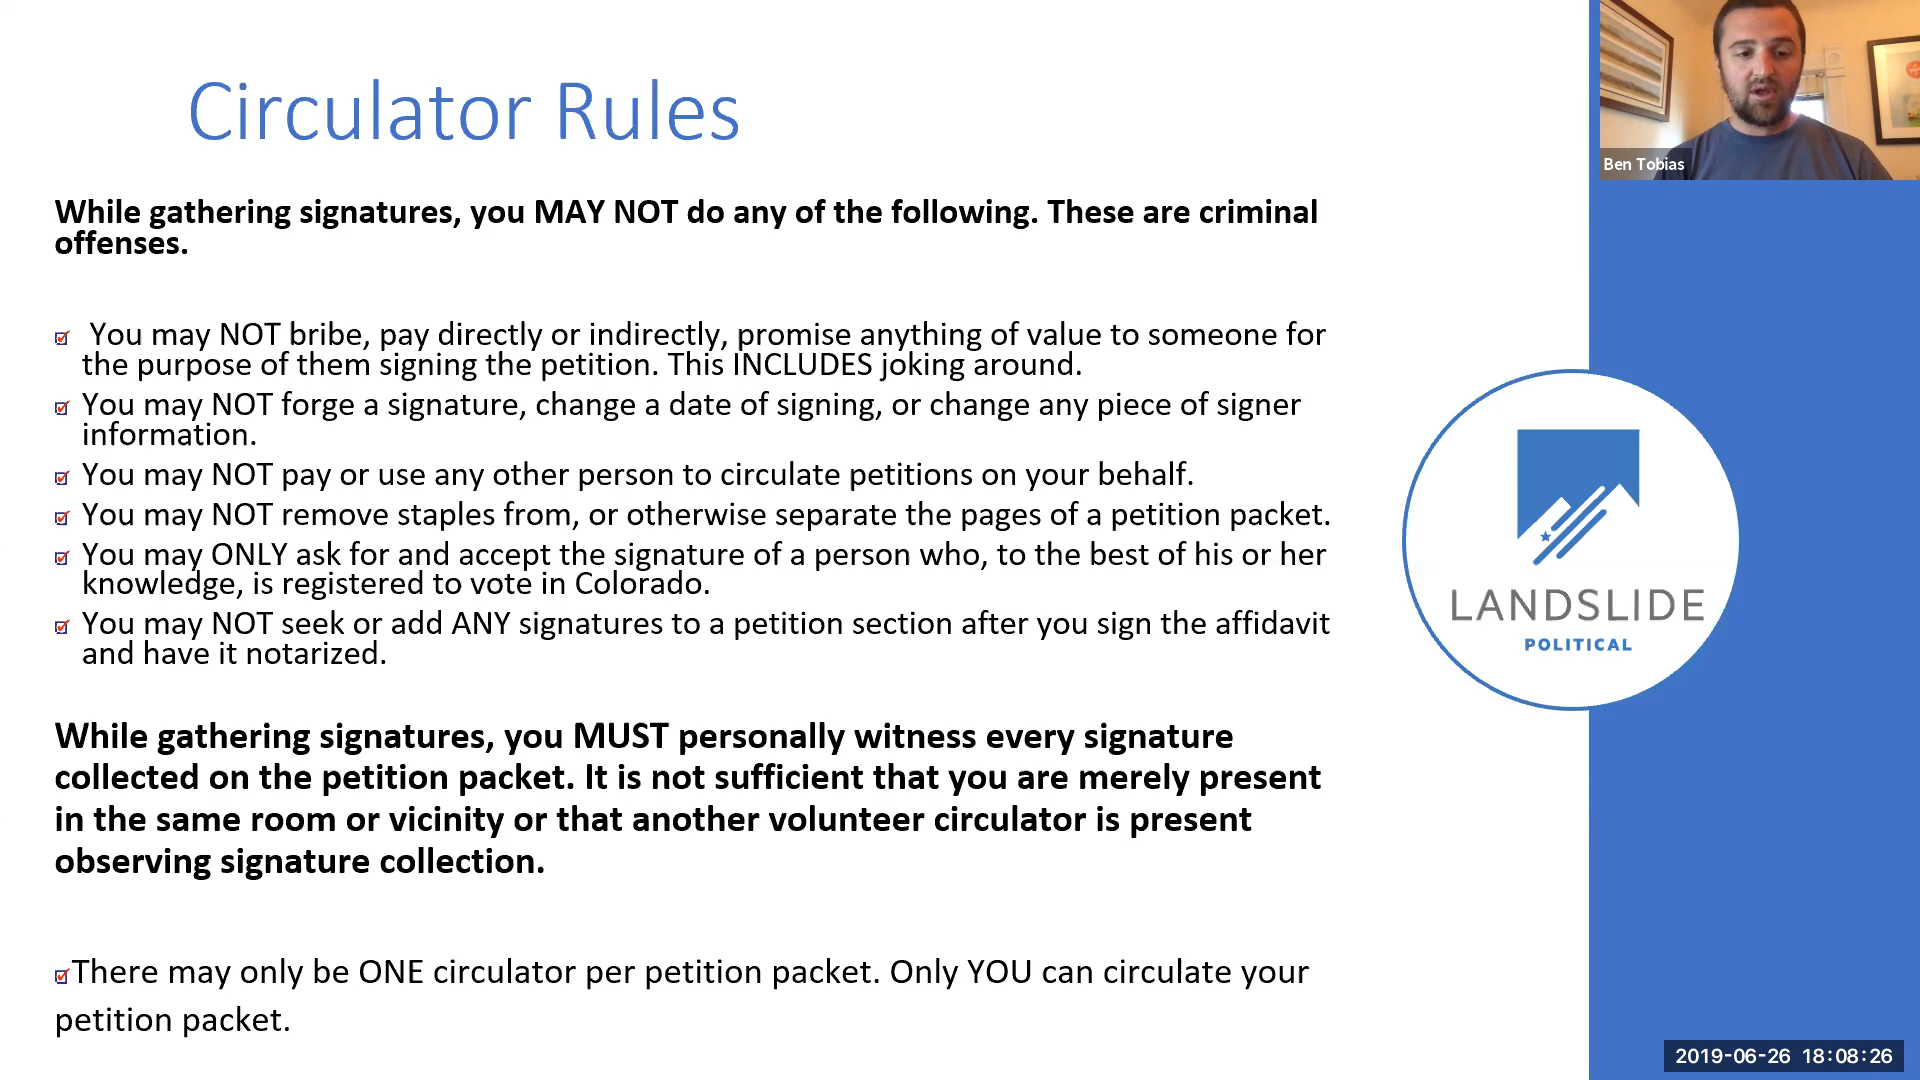 Circulator Rules
Ben Tobias
While gathering signatures, you MAY NOT do any of the following. These are criminal
offenses.
You may NOT bribe, pay directly or indirectly, promise anything of value to someone for
the purpose of them signing the petition. This INCLUDES joking around.
You may NOT forge a signature, change a date of signing, or change any piece of signer
information.
You may NOT pay or use any other person to circulate petitions on your behalf.
You may NOT remove staples from, or otherwise separate the pages of a petition packet.
You may ONLY ask for and accept the signature of a person who, to the best of his or her
knowledge, is registered to vote in Colorado.
You may NOT seek or add ANY signatures to a petition section after you sign the affidavit
and have it notarized.
LANDSLIDE
POLITICAL
While gathering signatures, you MUST personally witness every signature
collected on the petition packet. It is not sufficient that you are merely present
in the same room or vicinity or that another volunteer circulator is present
observing signature collection.
There may only be ONE circulator per petition packet. Only YOU can circulate your
petition packet.
2019-06-26 18:08:26